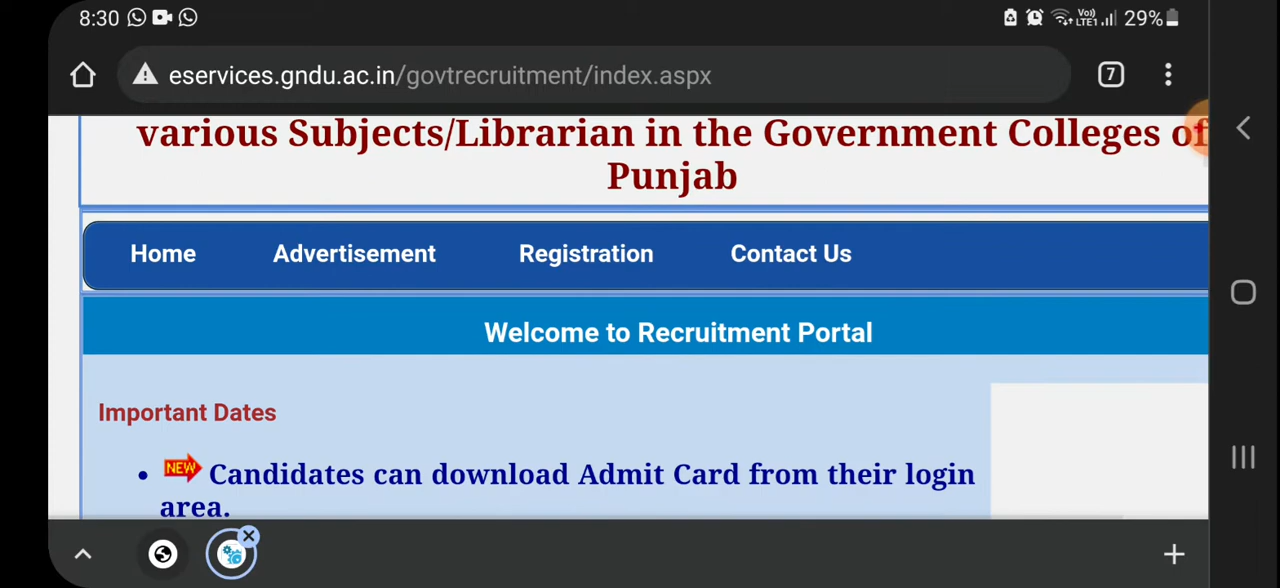 8:30
Vo)) LTE1 29%
eservices.gndu.ac.in/govtrecruitment/index.aspx
7
various Subjects/Librarian in the Government Colleges of
Punjab
Home Advertisement Registration Contact Us
Welcome to Recruitment Portal
Important Dates
• NEW Candidates can download Admit Card from their login
area.